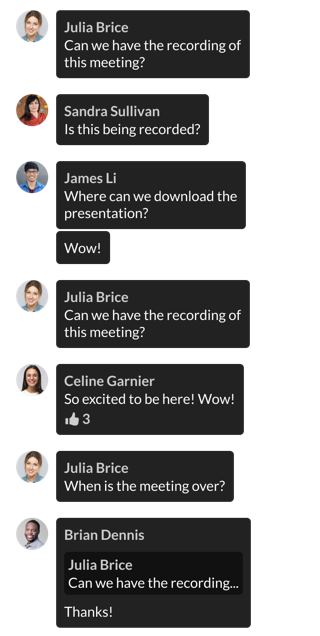 Julia Brice
Can we have the recording of
this meeting?
Sandra Sullivan
Is this being recorded?
James Li
Where can we download the
presentation?
Wow!
Julia Brice
Can we have the recording of
this meeting?
Celine Garnier
So excited to be here! Wow!
3
Julia Brice
When is the meeting over?
Brian Dennis
Julia Brice
Can we have the recording...
Thanks!